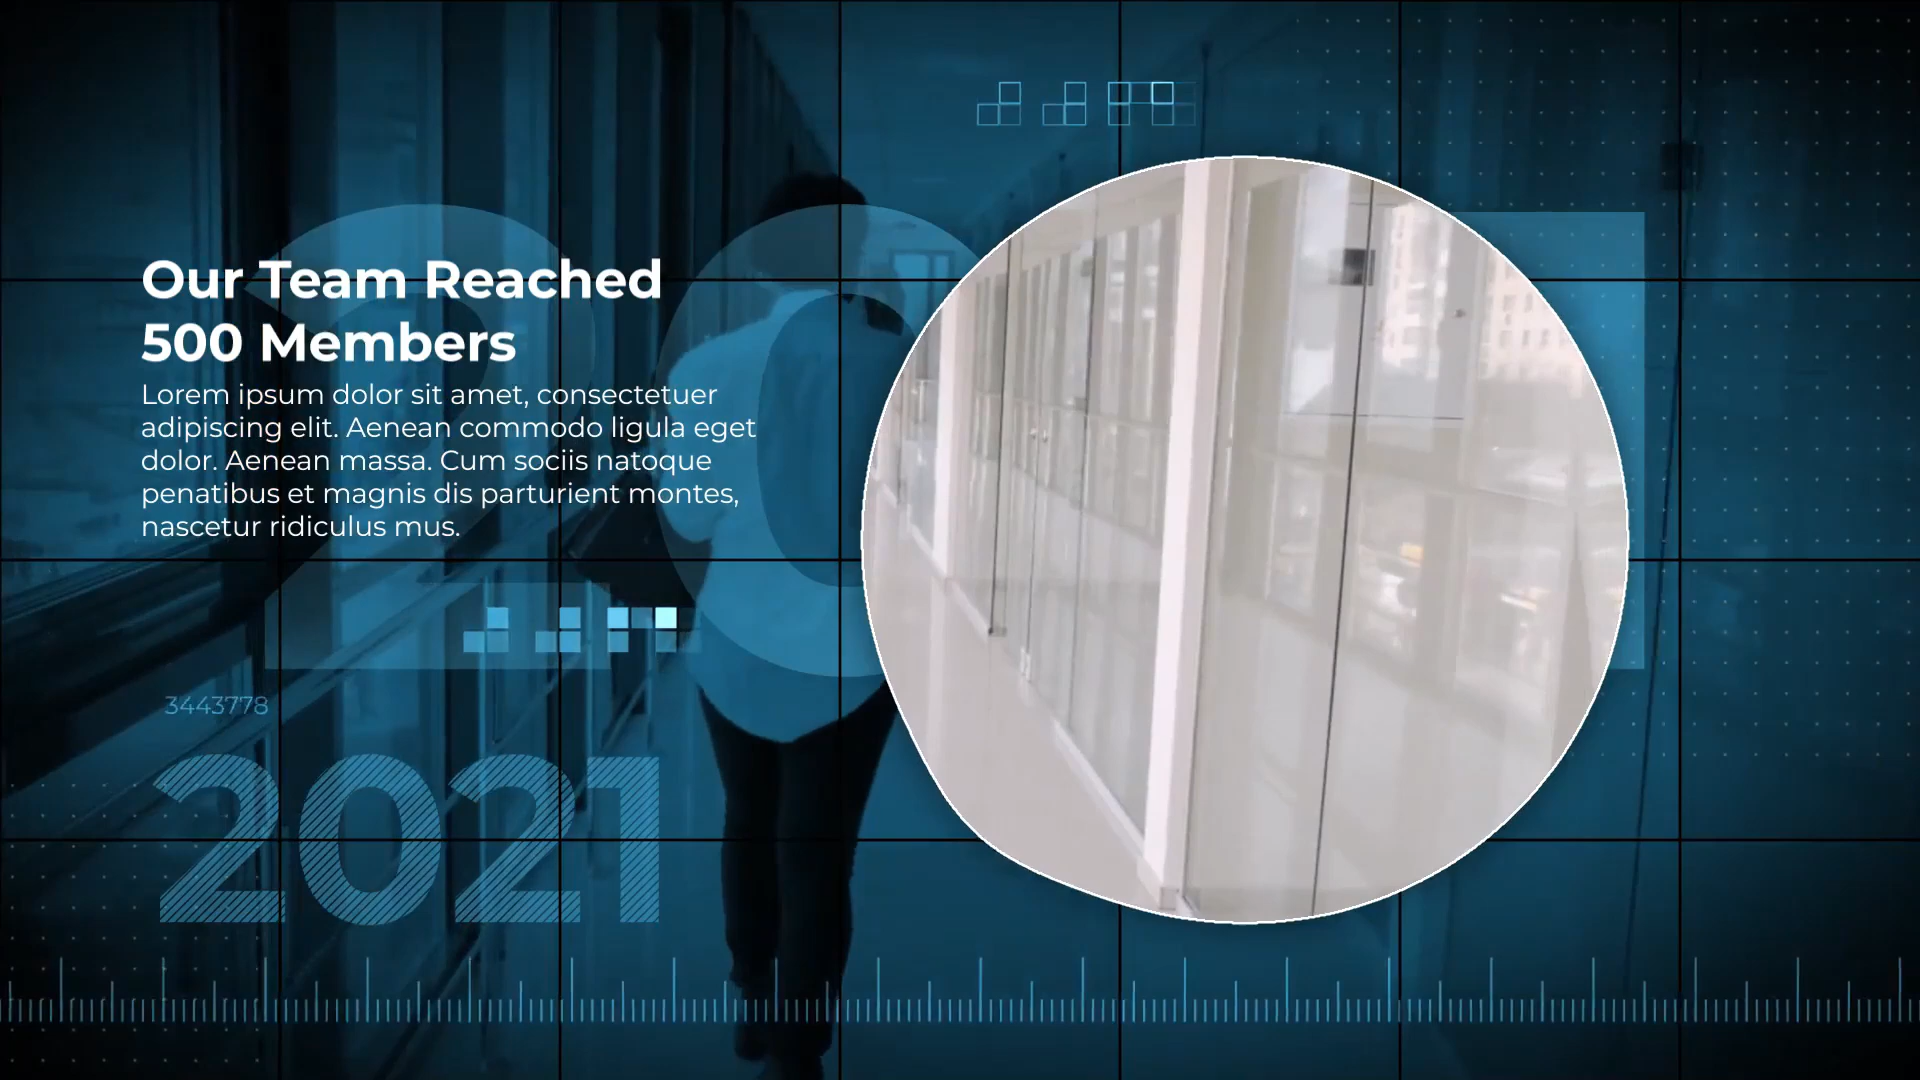 Our Team Reached
500 Members
Lorem ipsum dolor sit amet, consectetuer
adipiscing elit. Aenean commodo ligula eget
dolor. Aenean massa. Cum sociis natoque
penatibus et magnis dis parturient montes,
nascetur ridiculus mus.
3443778
2021